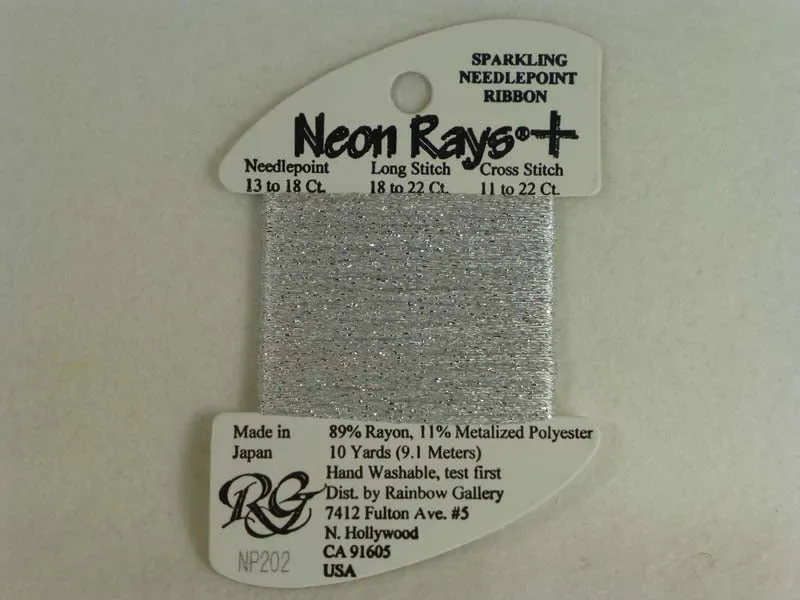 SPARKLING
NEEDLEPOINT
RIBBON
Neon Rays®+
Needlepoint Long Stitch Cross Stitch
13 to 18 Ct. 18 to 22 Ct. 11 to 22 Ct.
Made in 89% Rayon, 11% Metalized Polyester
Japan 10 Yards (9.1 Meters)
Hand Washable, test first
RG Dist. by Rainbow Gallery
7412 Fulton Ave. #5
N. Hollywood
NP202 CA 91605
USA